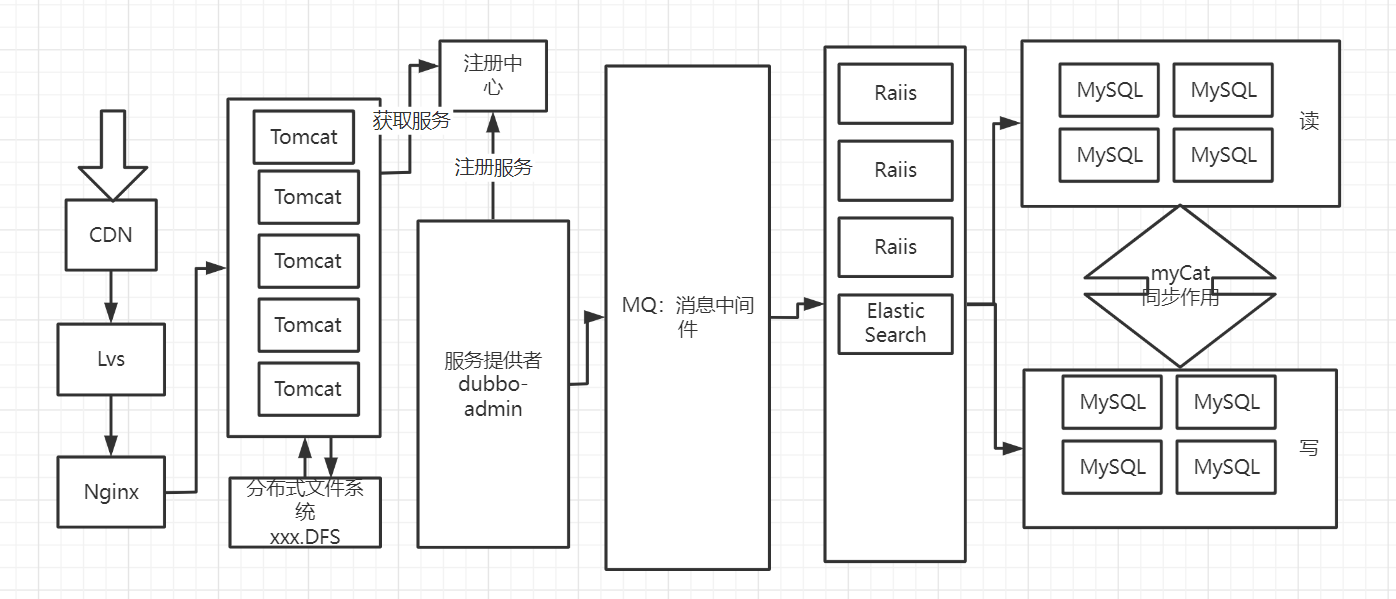 CDN
Lvs
Nginx
Tomcat
Tomcat
Tomcat
Tomcat
Tomcat
分布式文件系
统
xxx.DFS
获取服务
注册中
心
注册服务
服务提供者
dubbo-
admin
MQ：消息中间
件
Raiis
Raiis
Raiis
Elastic
Search
MySQL
MySQL
MySQL
MySQL
读
myCat
同步作用
MySQL
MySQL
MySQL
MySQL
写